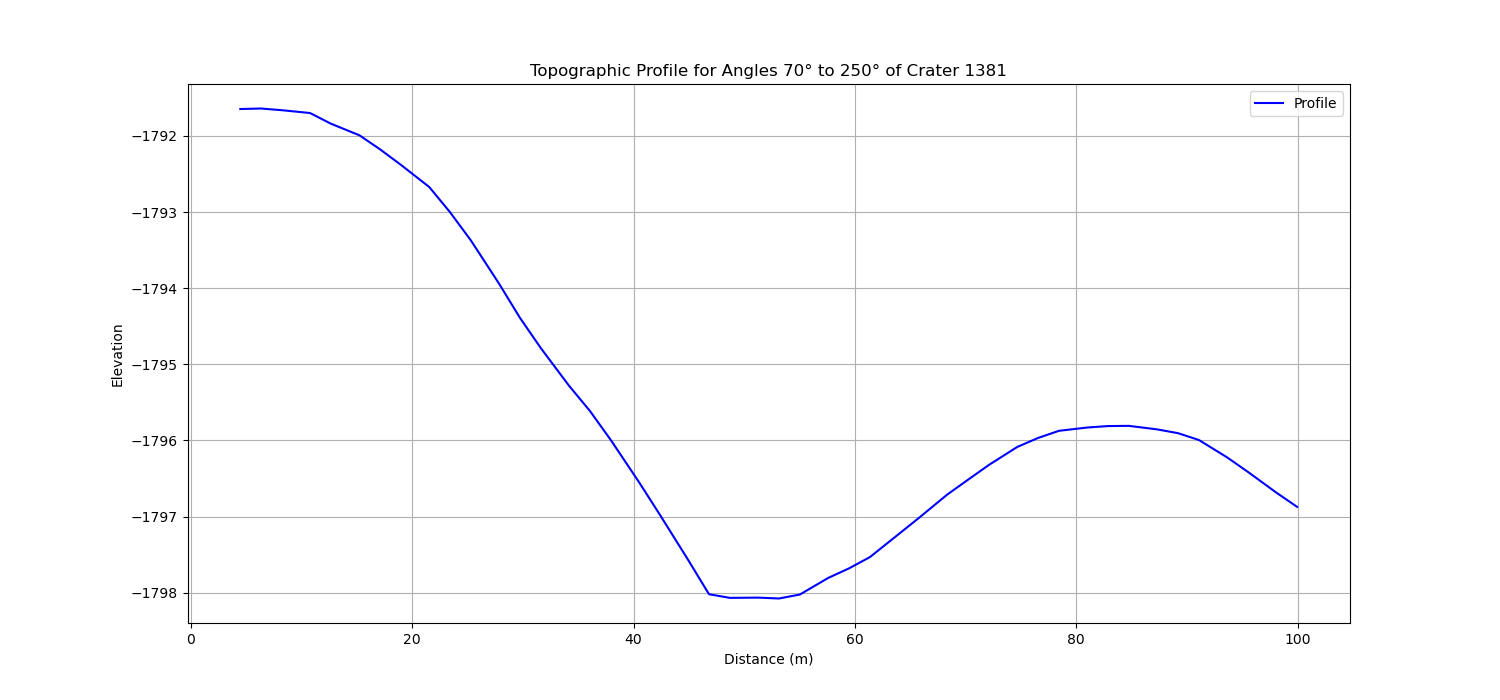 Topographic Profile for Angles 70° to 250° of Crater 1381
Profile
−1792
−1793
−1794
−1795
−1796
−1797
−1798
Elevation
0 20 40 60 80 100
Distance (m)